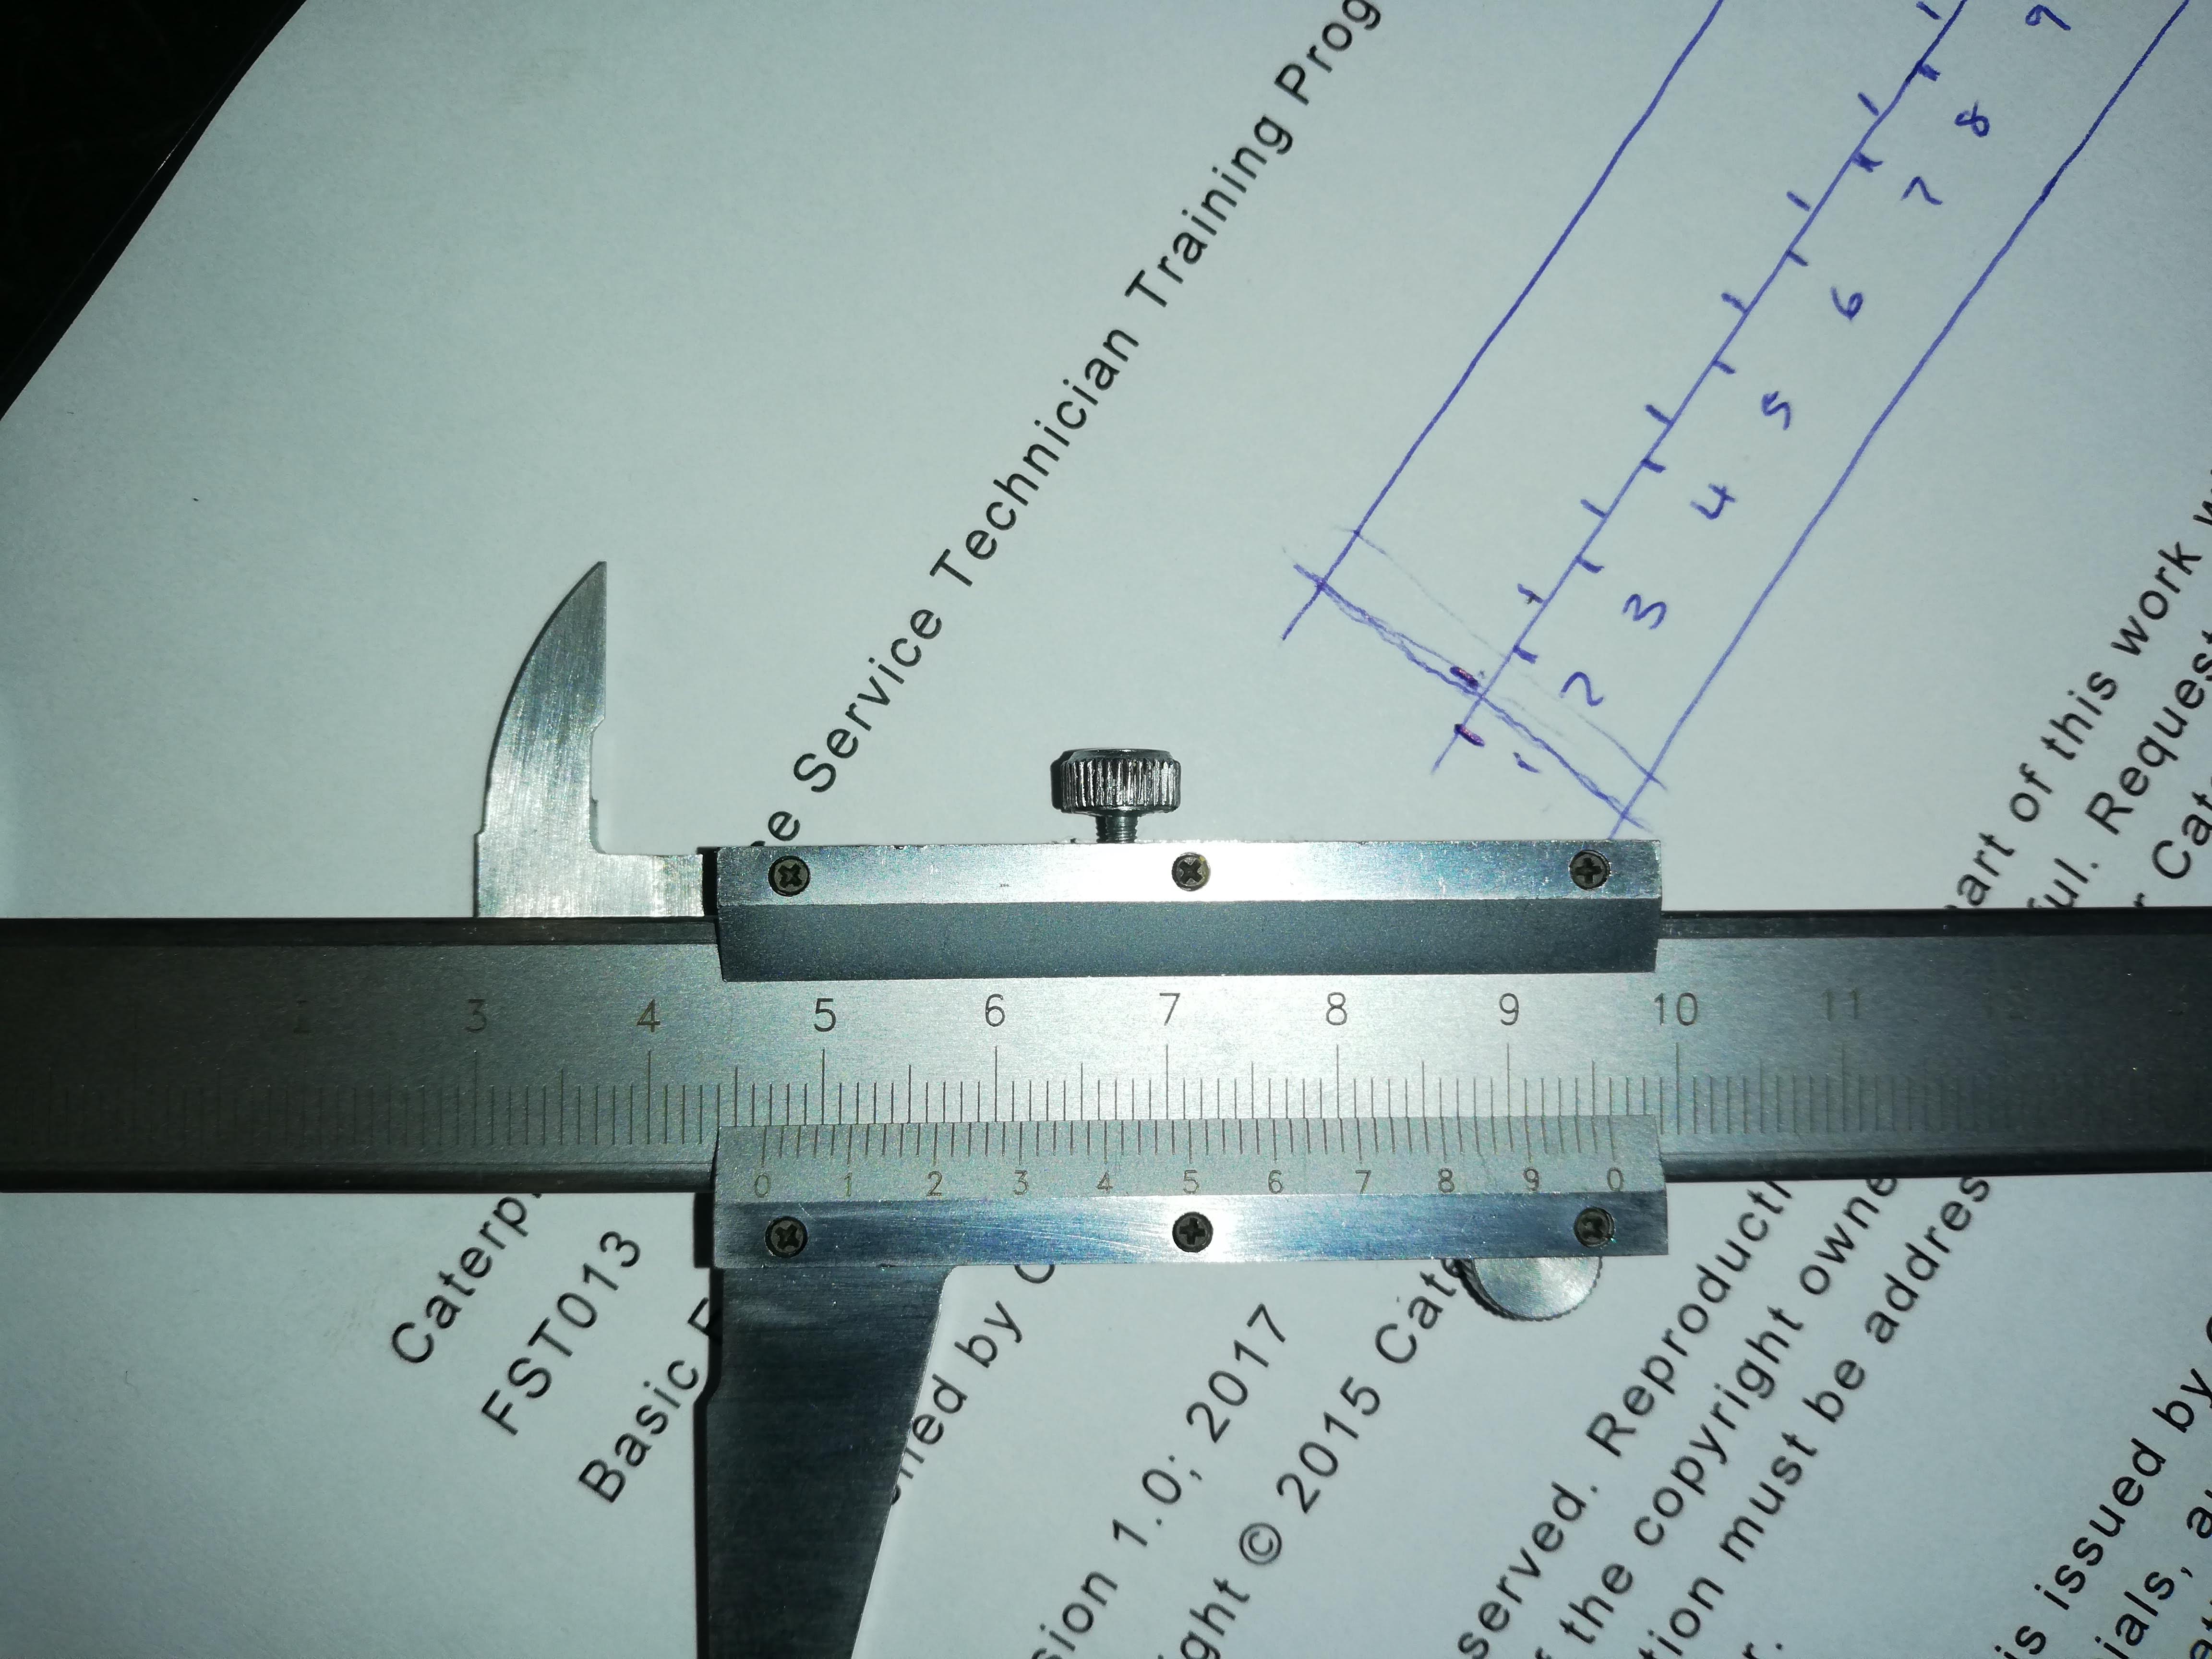 re Service Technician Training Prog
9
8
7
6
5
4
3
2
1
3 4 5 6 7 8 9 10 11
0 1 2 3 4 5 6 7 8 9 0
Caterp
FST013
Basic
ned by C
sion 1.0; 2017
ight © 2015 Cate
served. Reproducti
f the copyright owne
tion must be addres
part of this work w
ful. Request
r Cat
is issued by
ials, a